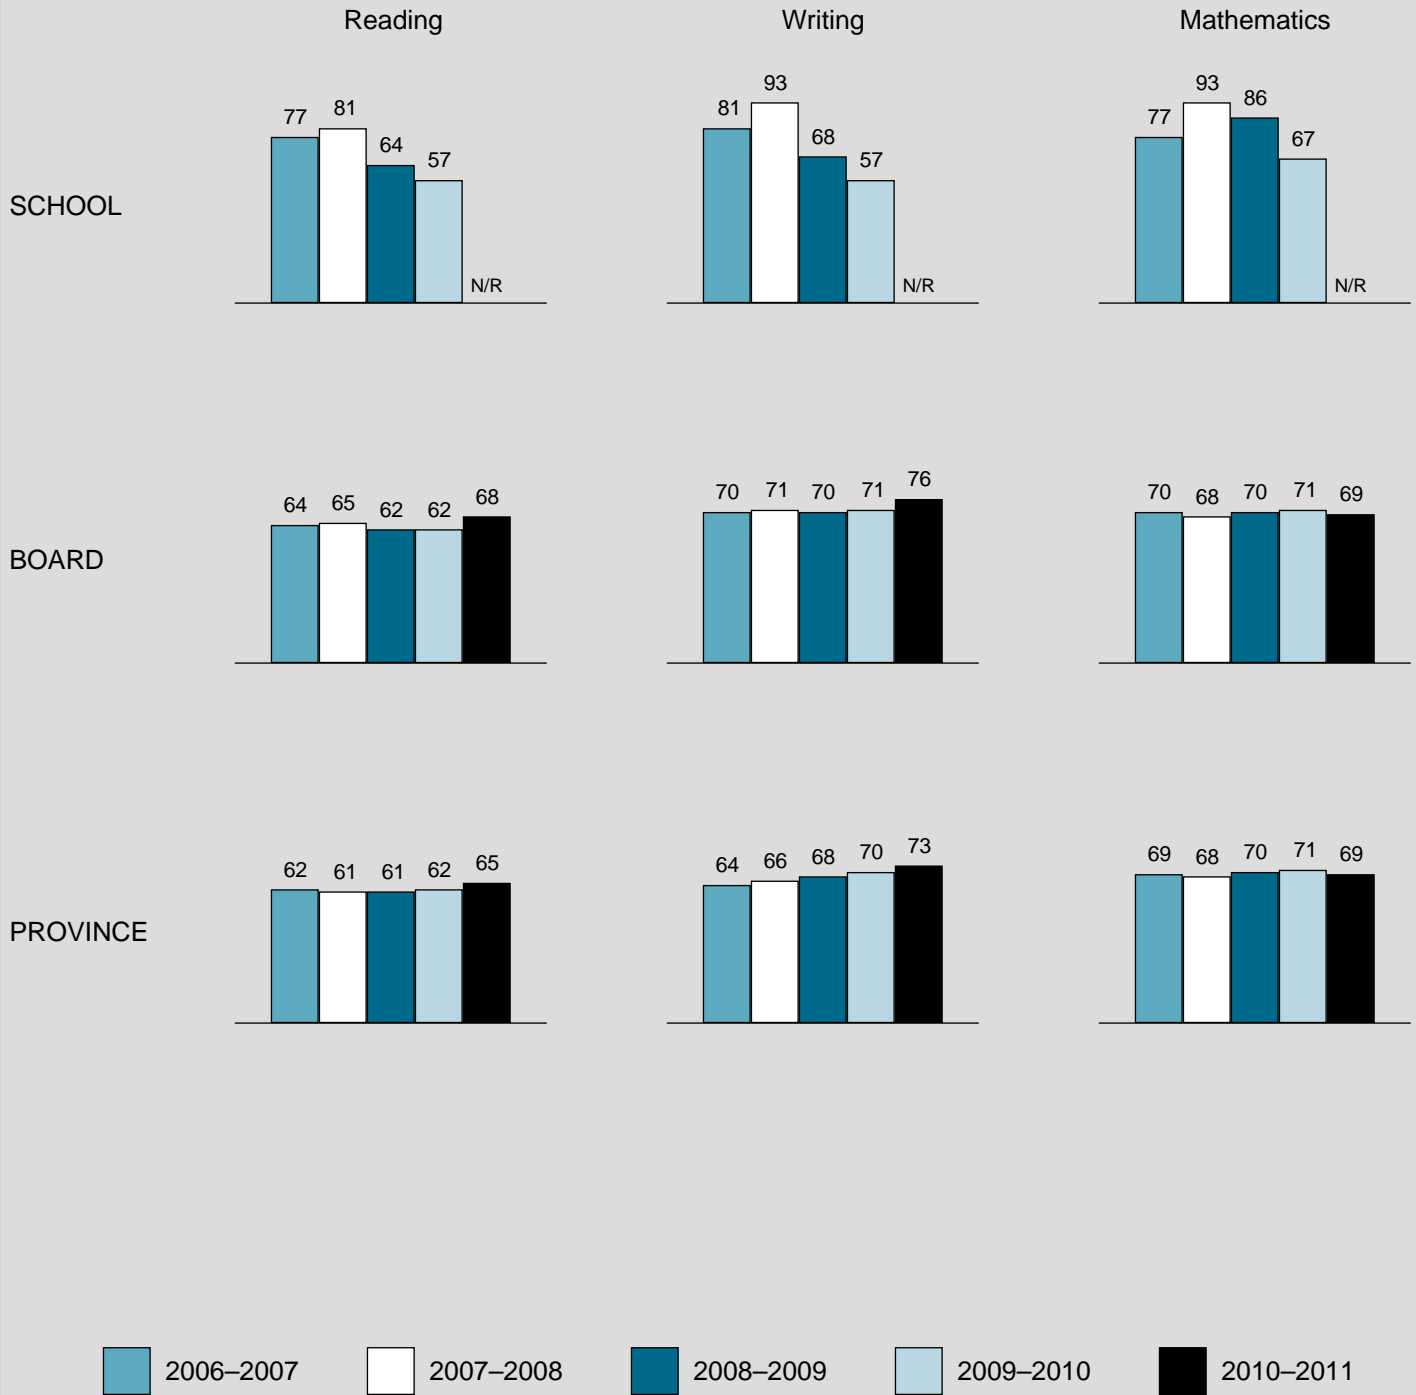 Reading Writing Mathematics
77 81 64 57 N/R 81 93 68 57 N/R 77 93 86 67 N/R
SCHOOL
64 65 62 62 68 70 71 70 71 76 70 68 70 71 69
BOARD
62 61 61 62 65 64 66 68 70 73 69 68 70 71 69
PROVINCE
2006–2007 2007–2008 2008–2009 2009–2010 2010–2011